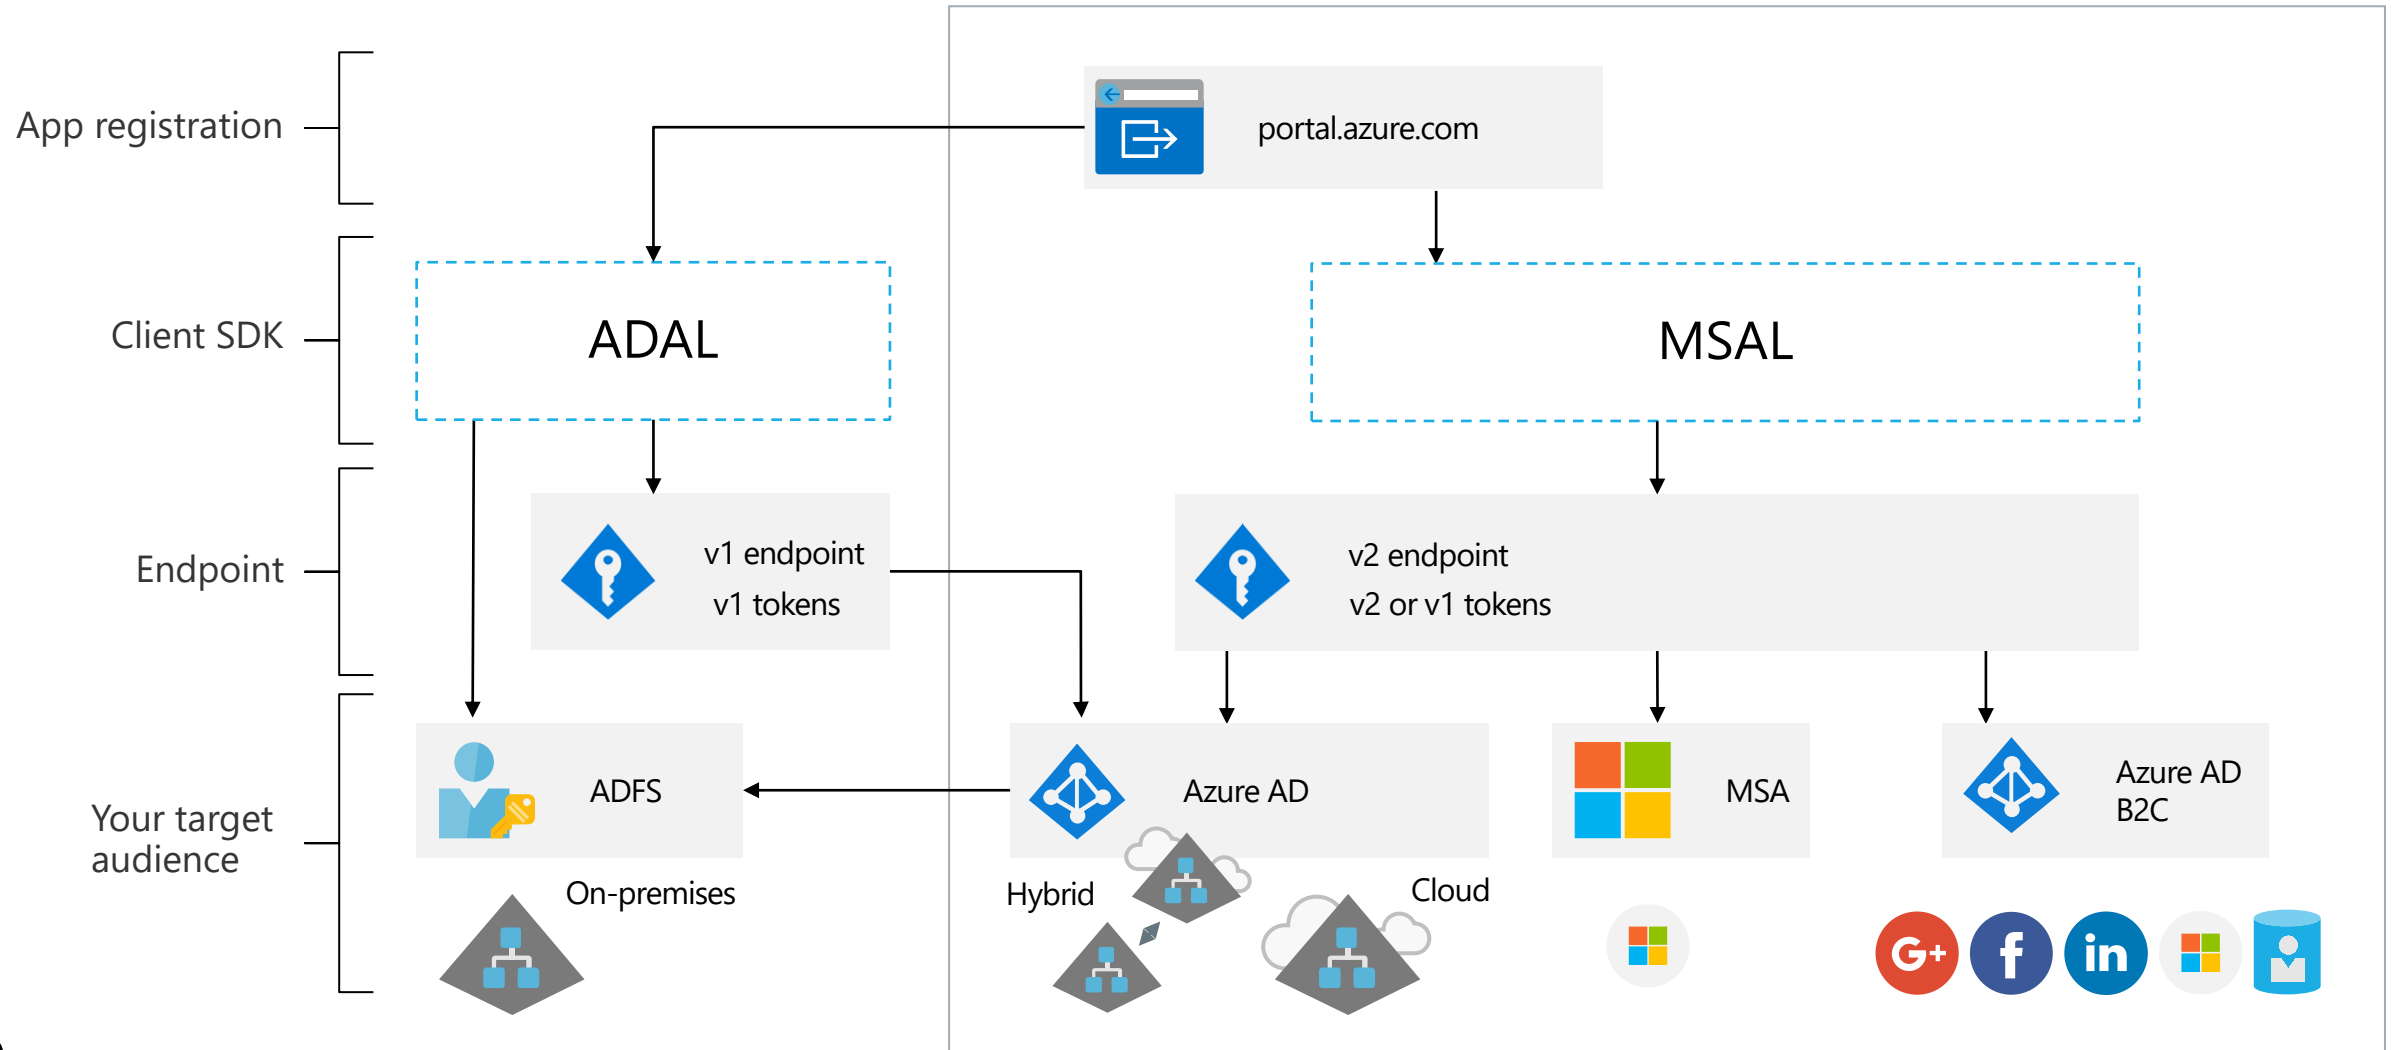 App registration
portal.azure.com
Client SDK
ADAL
MSAL
Endpoint
v1 endpoint
v1 tokens
v2 endpoint
v2 or v1 tokens
Your target
audience
ADFS
Azure AD
MSA
Azure AD
B2C
On-premises
Hybrid
Cloud
G+
f
in